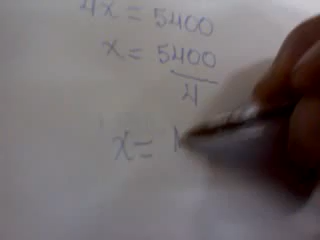 4x = 5400
x = 5400
4
x =